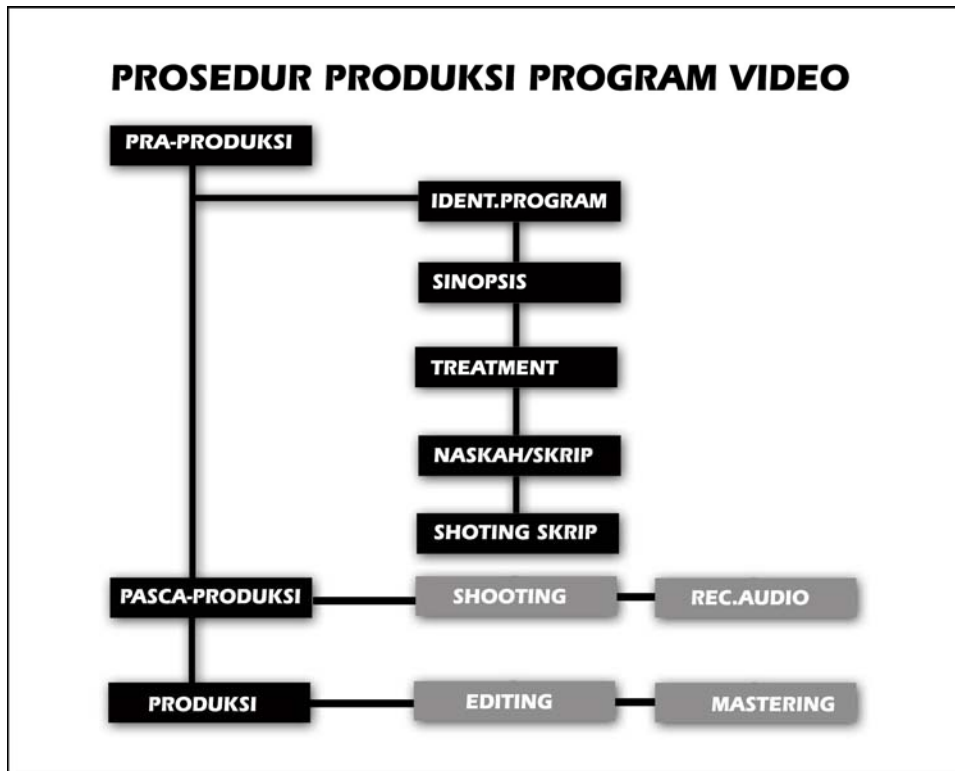 PROSEDUR PRODUKSI PROGRAM VIDEO
PRA-PRODUKSI
IDENT.PROGRAM
SINOPSIS
TREATMENT
NASKAH/SKRIP
SHOTING SKRIP
PASCA-PRODUKSI
SHOOTING
REC.AUDIO
PRODUKSI
EDITING
MASTERING